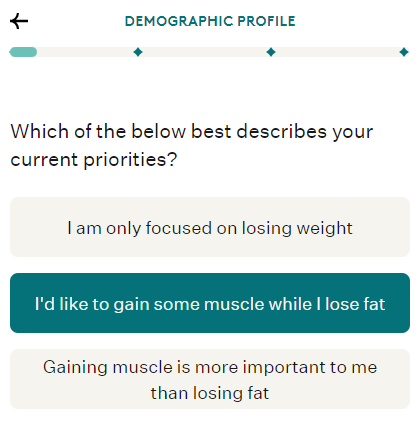 DEMOGRAPHIC PROFILE
Which of the below best describes your
current priorities?
I am only focused on losing weight
I'd like to gain some muscle while I lose fat
Gaining muscle is more important to me
than losing fat